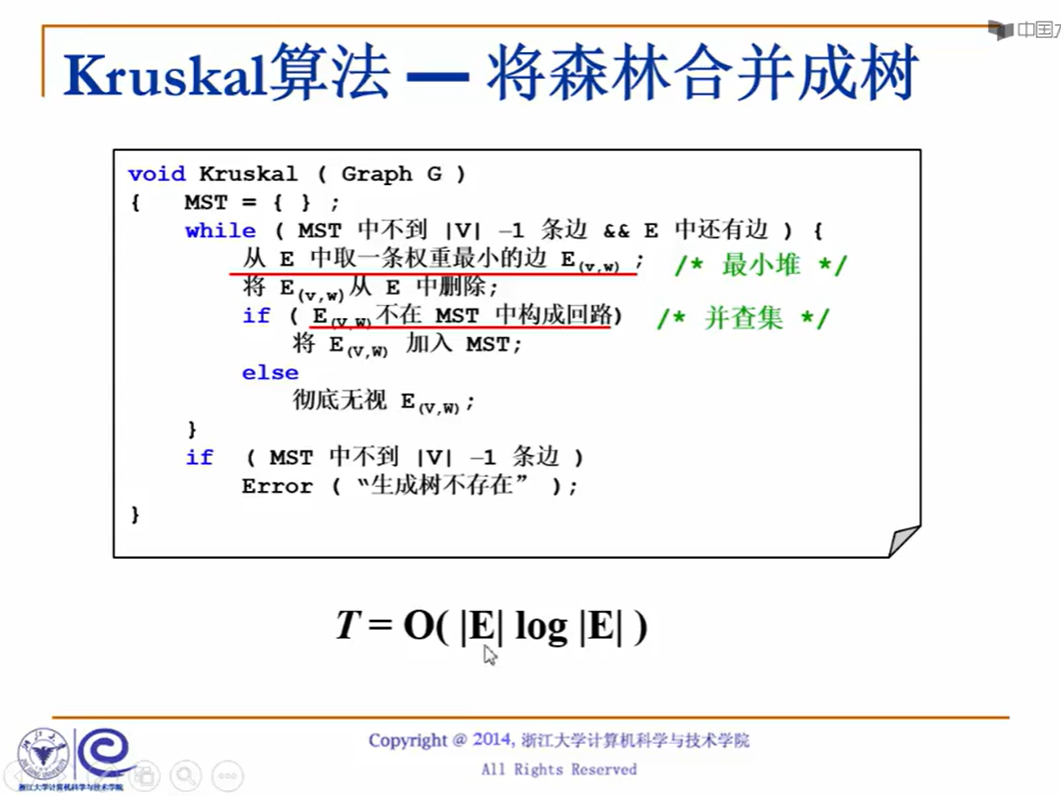 中国大
Kruskal算法 — 将森林合并成树
void Kruskal ( Graph G )
{ MST = { } ;
while ( MST 中不到 |V| –1 条边 && E 中还有边 ) {
从 E 中取一条权重最小的边 E(v,w) ; /* 最小堆 */
将 E(v,w)从 E 中删除;
if ( E(V,W)不在 MST 中构成回路) /* 并查集 */
将 E(V,W) 加入 MST;
else
彻底无视 E(V,W);
}
if ( MST 中不到 |V| –1 条边 )
Error ( “生成树不存在” );
}
T = O( |E| log |E| )
Copyright @ 2014, 浙江大学计算机科学与技术学院
All Rights Reserved
浙江大学计算机科学与技术学院